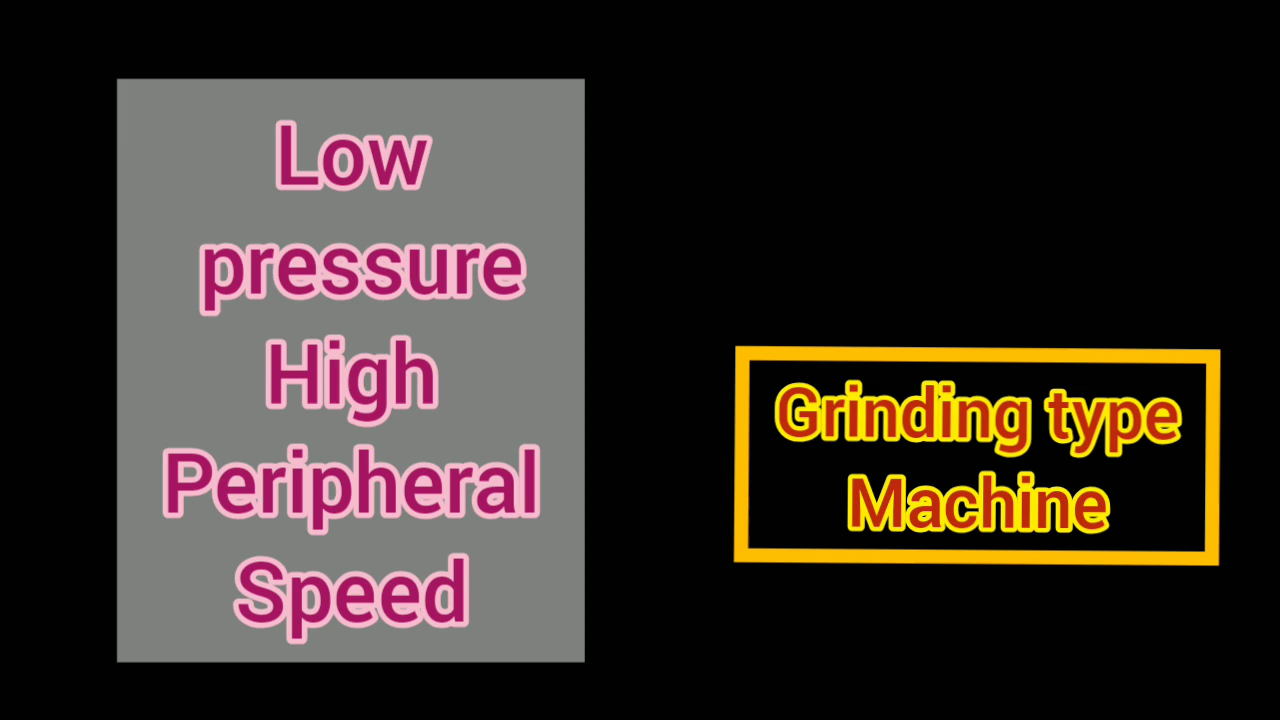 Low
pressure
High
Peripheral
Speed
Grinding type
Machine